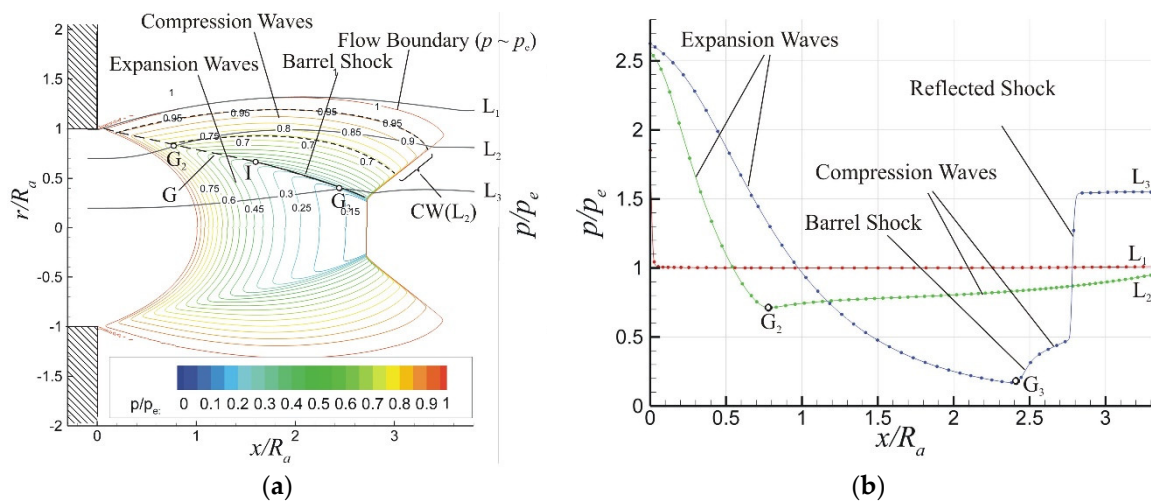 Compression Waves
Flow Boundary (p ~ pₑ)
Expansion Waves
Barrel Shock
2
1.5
1
0.5
0
-0.5
-1
-1.5
-2
r/Rₐ
1
0.95
0.95
0.95
1
0.75
0.8
0.85
0.9
0.7
0.7
0.7
0.75
0.6
0.45
0.3
0.25
0.15
G₂
G
I
G₃
L₁
L₂
L₃
CW(L₂)
p/pₑ:
0 0.1 0.2 0.3 0.4 0.5 0.6 0.7 0.8 0.9 1
0 1 2 3
x/Rₐ
(a)
p/pₑ
2.5
2
1.5
1
0.5
0
Expansion Waves
Reflected Shock
Compression Waves
Barrel Shock
L₃
L₁
L₂
G₂
G₃
0 0.5 1 1.5 2 2.5 3
x/Rₐ
(b)